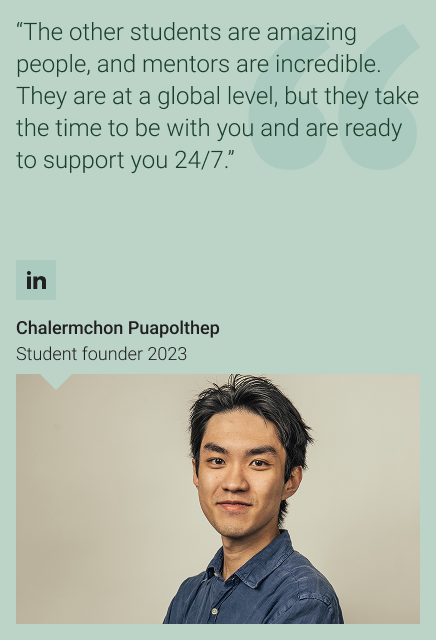 “The other students are amazing
people, and mentors are incredible.
They are at a global level, but they take
the time to be with you and are ready
to support you 24/7.”
in
Chalermchon Puapolthep
Student founder 2023